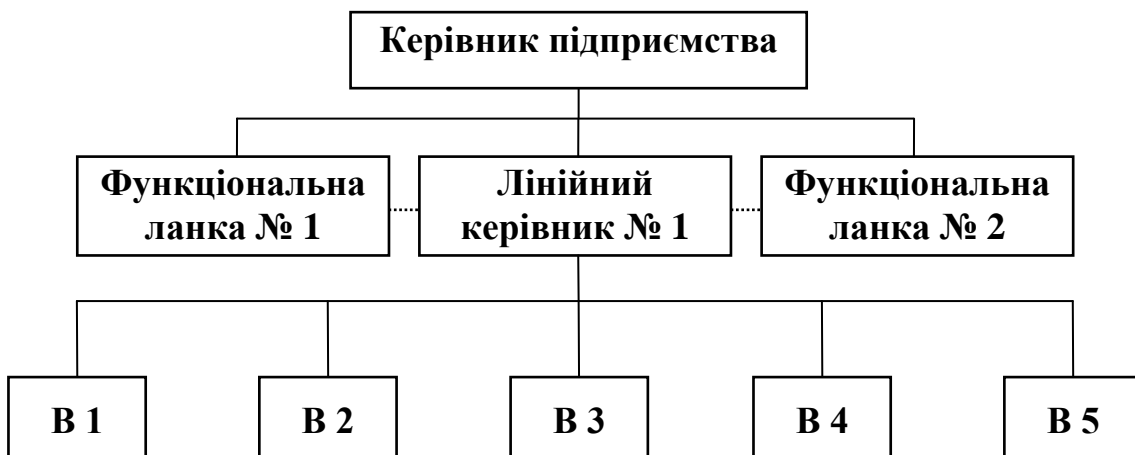 Керівник підприємства
Функціональна
ланка № 1
Лінійний
керівник № 1
Функціональна
ланка № 2
В 1
В 2
В 3
В 4
В 5